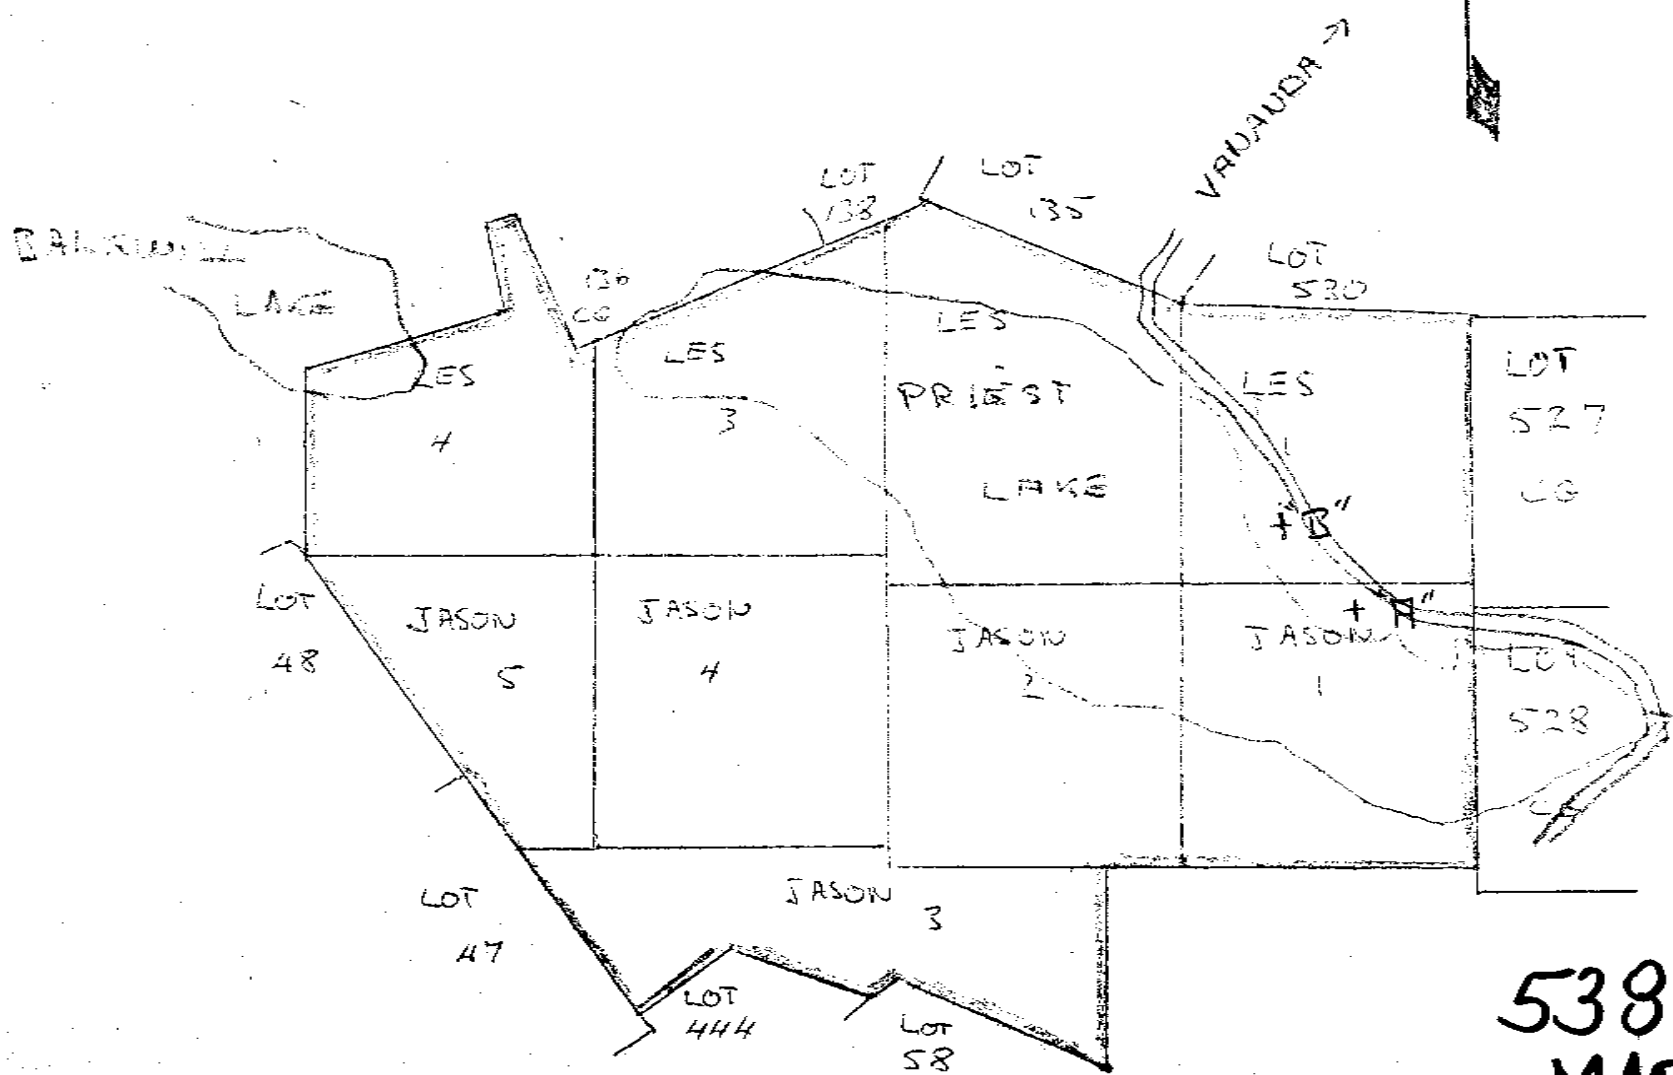 VANANDA →
LOT
138
LOT
135
LOT
530
LAKE
136
CG
LES
4
LES
3
LES
PRIEST
LAKE
LES
1
LOT
527
CG
+"B"
+"A"
LOT
48
JASON
5
JASON
4
JASON
2
JASON
1
LOT
528
CG
LOT
47
JASON
3
LOT
444
LOT
58
538